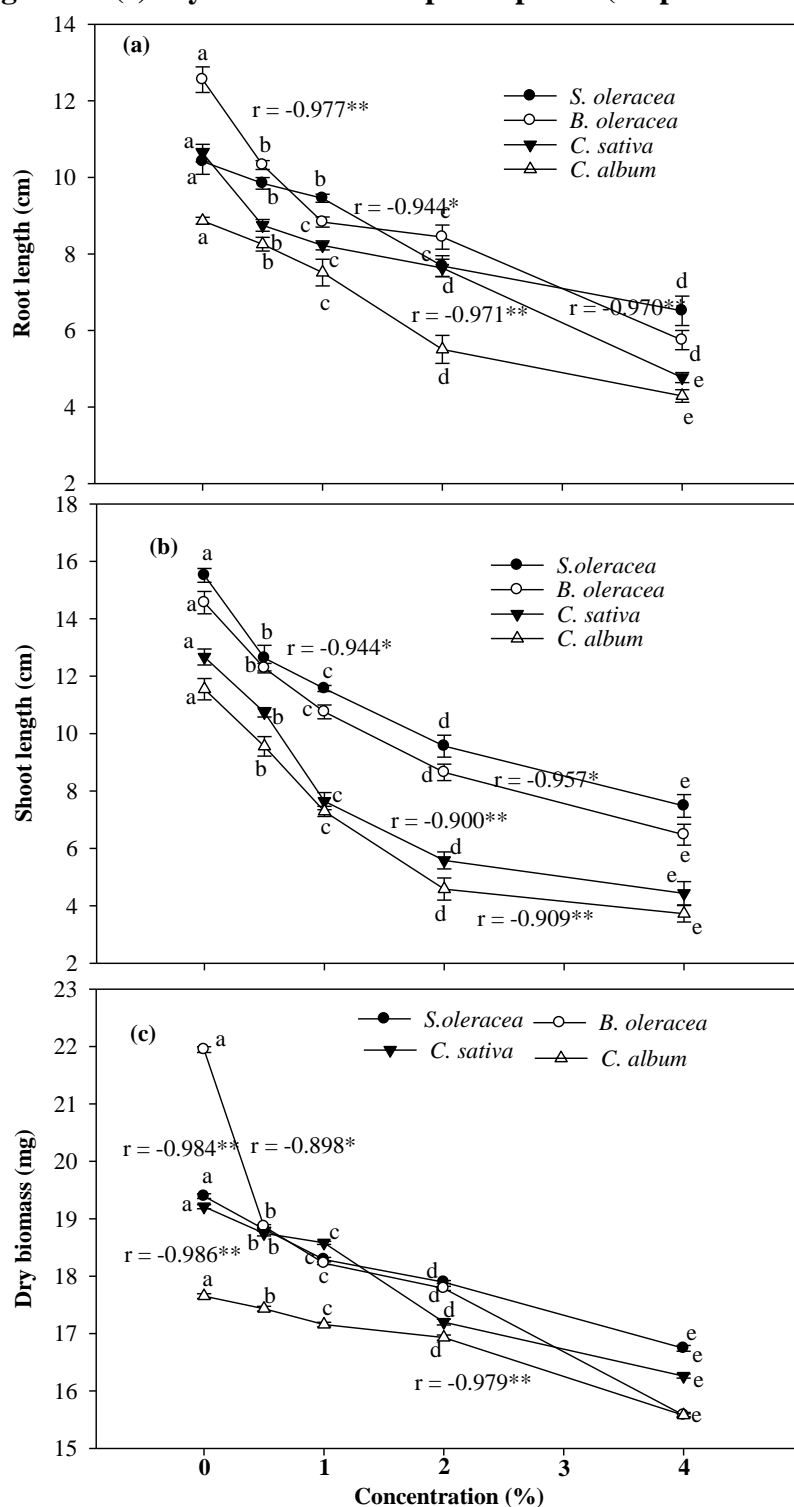 (a)
14
12
10
8
6
4
2
Root length (cm)
S. oleracea
B. oleracea
C. sativa
C. album
a
r = -0.977**
a
b
b
a
b
c
r = -0.944*
c
b
c
c
d
a
b
d
r = -0.970**
c
r = -0.971**
d
d
e
e
18
16
14
12
10
8
6
4
2
Shoot length (cm)
(b)
S.oleracea
B. oleracea
C. sativa
C. album
a
a
b
r = -0.944*
a
b
c
a
b
c
d
b
d
r = -0.957*
e
c
c
r = -0.900**
d
e
e
d
r = -0.909**
e
23
22
21
20
19
18
17
16
15
Dry biomass (mg)
(c)
S.oleracea
B. oleracea
C. sativa
C. album
a
r = -0.984**
r = -0.898*
a
a
b
b
b
c
r = -0.986**
c
c
d
a
b
c
d
d
d
e
e
r = -0.979**
e
e
0
1
2
3
4
Concentration (%)